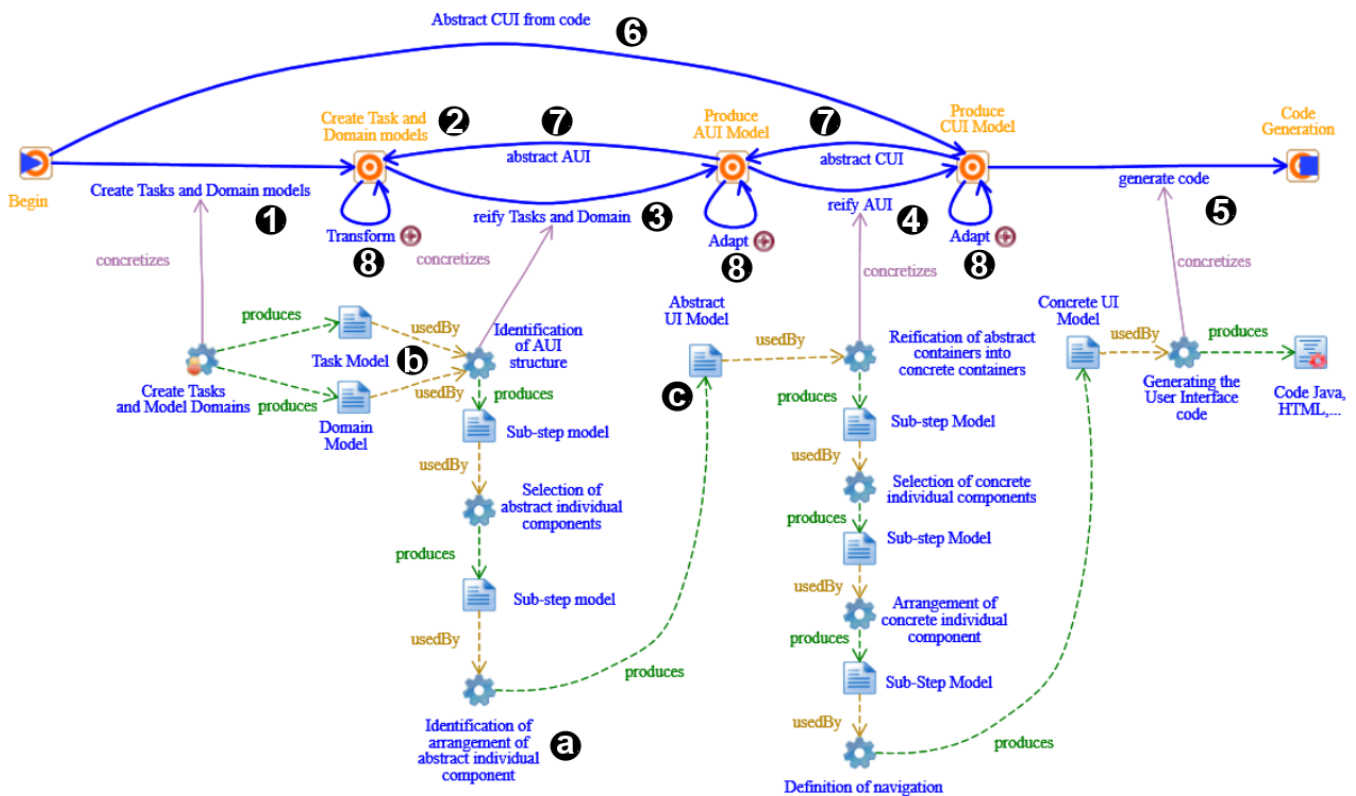 Abstract CUI from code
6
Create Task and
Domain models
2
7
abstract AUI
Produce
AUI Model
7
abstract CUI
Produce
CUI Model
Code
Generation
Begin
Create Tasks and Domain models
1
reify Tasks and Domain
3
reify AUI
4
generate code
5
Transform
8
Adapt
8
Adapt
8
concretizes
concretizes
concretizes
concretizes
produces
produces
Create Tasks
and Model Domains
Task Model
b
Domain
Model
usedBy
usedBy
Identification
of AUI
structure
produces
Sub-step model
usedBy
Selection of
abstract individual
components
produces
Sub-step model
usedBy
Identification of
arrangement of
abstract individual
component
a
produces
Abstract
UI Model
c
usedBy
Reification of abstract
containers into
concrete containers
produces
Sub-step Model
usedBy
Selection of concrete
individual components
produces
Sub-step Model
usedBy
Arrangement of
concrete individual
component
produces
Sub-Step Model
usedBy
Definition of navigation
produces
Concrete UI
Model
usedBy
Generating the
User Interface
code
produces
Code Java,
HTML,...